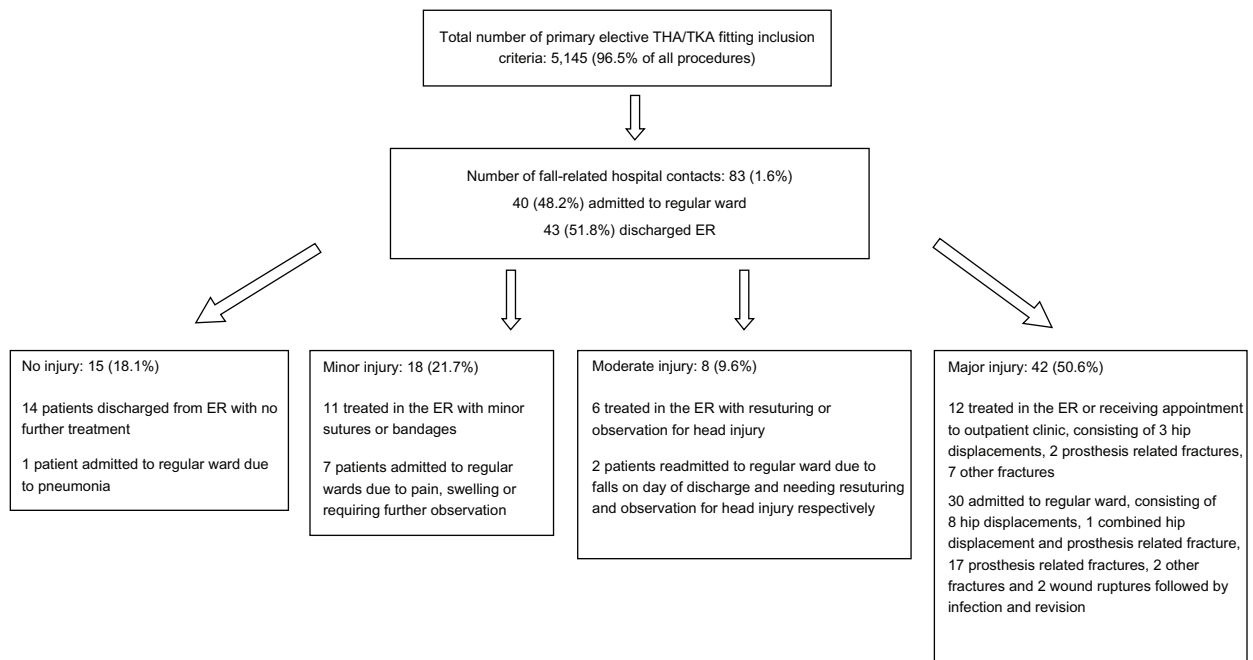 Total number of primary elective THA/TKA fitting inclusion
criteria: 5,145 (96.5% of all procedures)
Number of fall-related hospital contacts: 83 (1.6%)
40 (48.2%) admitted to regular ward
43 (51.8%) discharged ER
No injury: 15 (18.1%)
14 patients discharged from ER with no
further treatment
1 patient admitted to regular ward due
to pneumonia
Minor injury: 18 (21.7%)
11 treated in the ER with minor
sutures or bandages
7 patients admitted to regular
wards due to pain, swelling or
requiring further observation
Moderate injury: 8 (9.6%)
6 treated in the ER with resuturing or
observation for head injury
2 patients readmitted to regular ward due to
falls on day of discharge and needing resuturing
and observation for head injury respectively
Major injury: 42 (50.6%)
12 treated in the ER or receiving appointment
to outpatient clinic, consisting of 3 hip
displacements, 2 prosthesis related fractures,
7 other fractures
30 admitted to regular ward, consisting of
8 hip displacements, 1 combined hip
displacement and prosthesis related fracture,
17 prosthesis related fractures, 2 other
fractures and 2 wound ruptures followed by
infection and revision